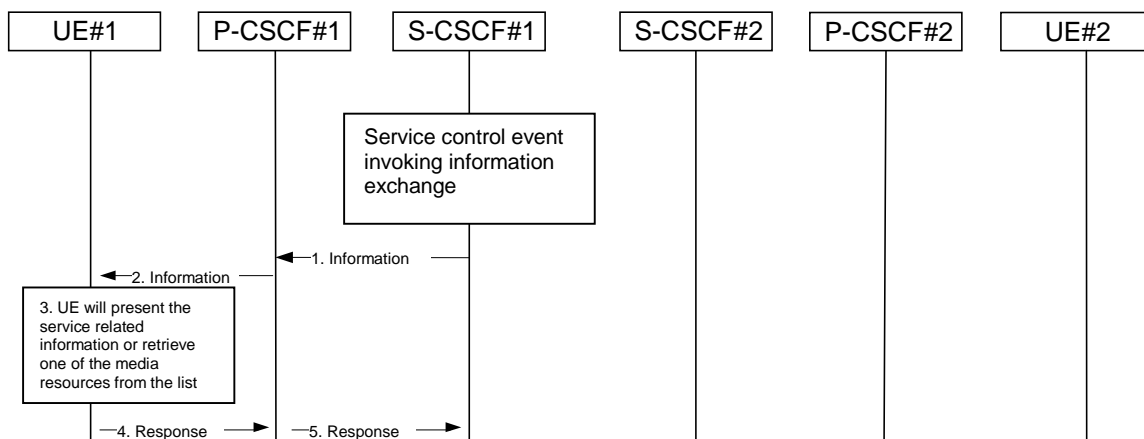 UE#1
P-CSCF#1
S-CSCF#1
S-CSCF#2
P-CSCF#2
UE#2
Service control event
invoking information
exchange
1. Information
2. Information
3. UE will present the
service related
information or retrieve
one of the media
resources from the list
4. Response
5. Response